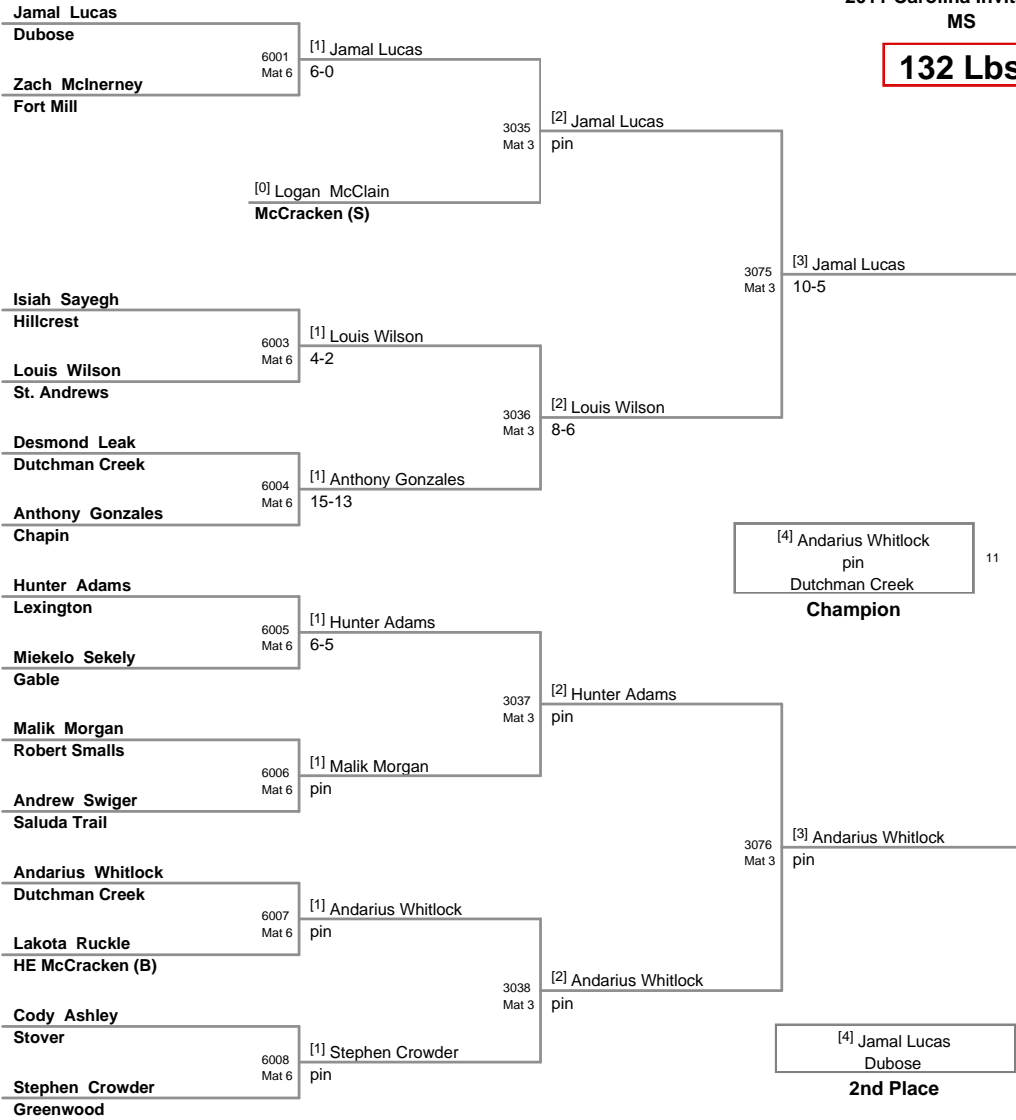 2011 Carolina Invit
MS
132 Lbs
Jamal Lucas
Dubose
6001
Mat 6
[1] Jamal Lucas
6-0
Zach McInerney
Fort Mill
3035
Mat 3
[2] Jamal Lucas
pin
[0] Logan McClain
McCracken (S)
3075
Mat 3
[3] Jamal Lucas
10-5
Isiah Sayegh
Hillcrest
6003
Mat 6
[1] Louis Wilson
4-2
Louis Wilson
St. Andrews
3036
Mat 3
[2] Louis Wilson
8-6
Desmond Leak
Dutchman Creek
6004
Mat 6
[1] Anthony Gonzales
15-13
Anthony Gonzales
Chapin
[4] Andarius Whitlock
pin
Dutchman Creek
11
Champion
Hunter Adams
Lexington
6005
Mat 6
[1] Hunter Adams
6-5
Miekelo Sekely
Gable
3037
Mat 3
[2] Hunter Adams
pin
Malik Morgan
Robert Smalls
6006
Mat 6
[1] Malik Morgan
pin
Andrew Swiger
Saluda Trail
3076
Mat 3
[3] Andarius Whitlock
pin
Andarius Whitlock
Dutchman Creek
6007
Mat 6
[1] Andarius Whitlock
pin
Lakota Ruckle
HE McCracken (B)
3038
Mat 3
[2] Andarius Whitlock
pin
Cody Ashley
Stover
6008
Mat 6
[1] Stephen Crowder
pin
Stephen Crowder
Greenwood
[4] Jamal Lucas
Dubose
2nd Place